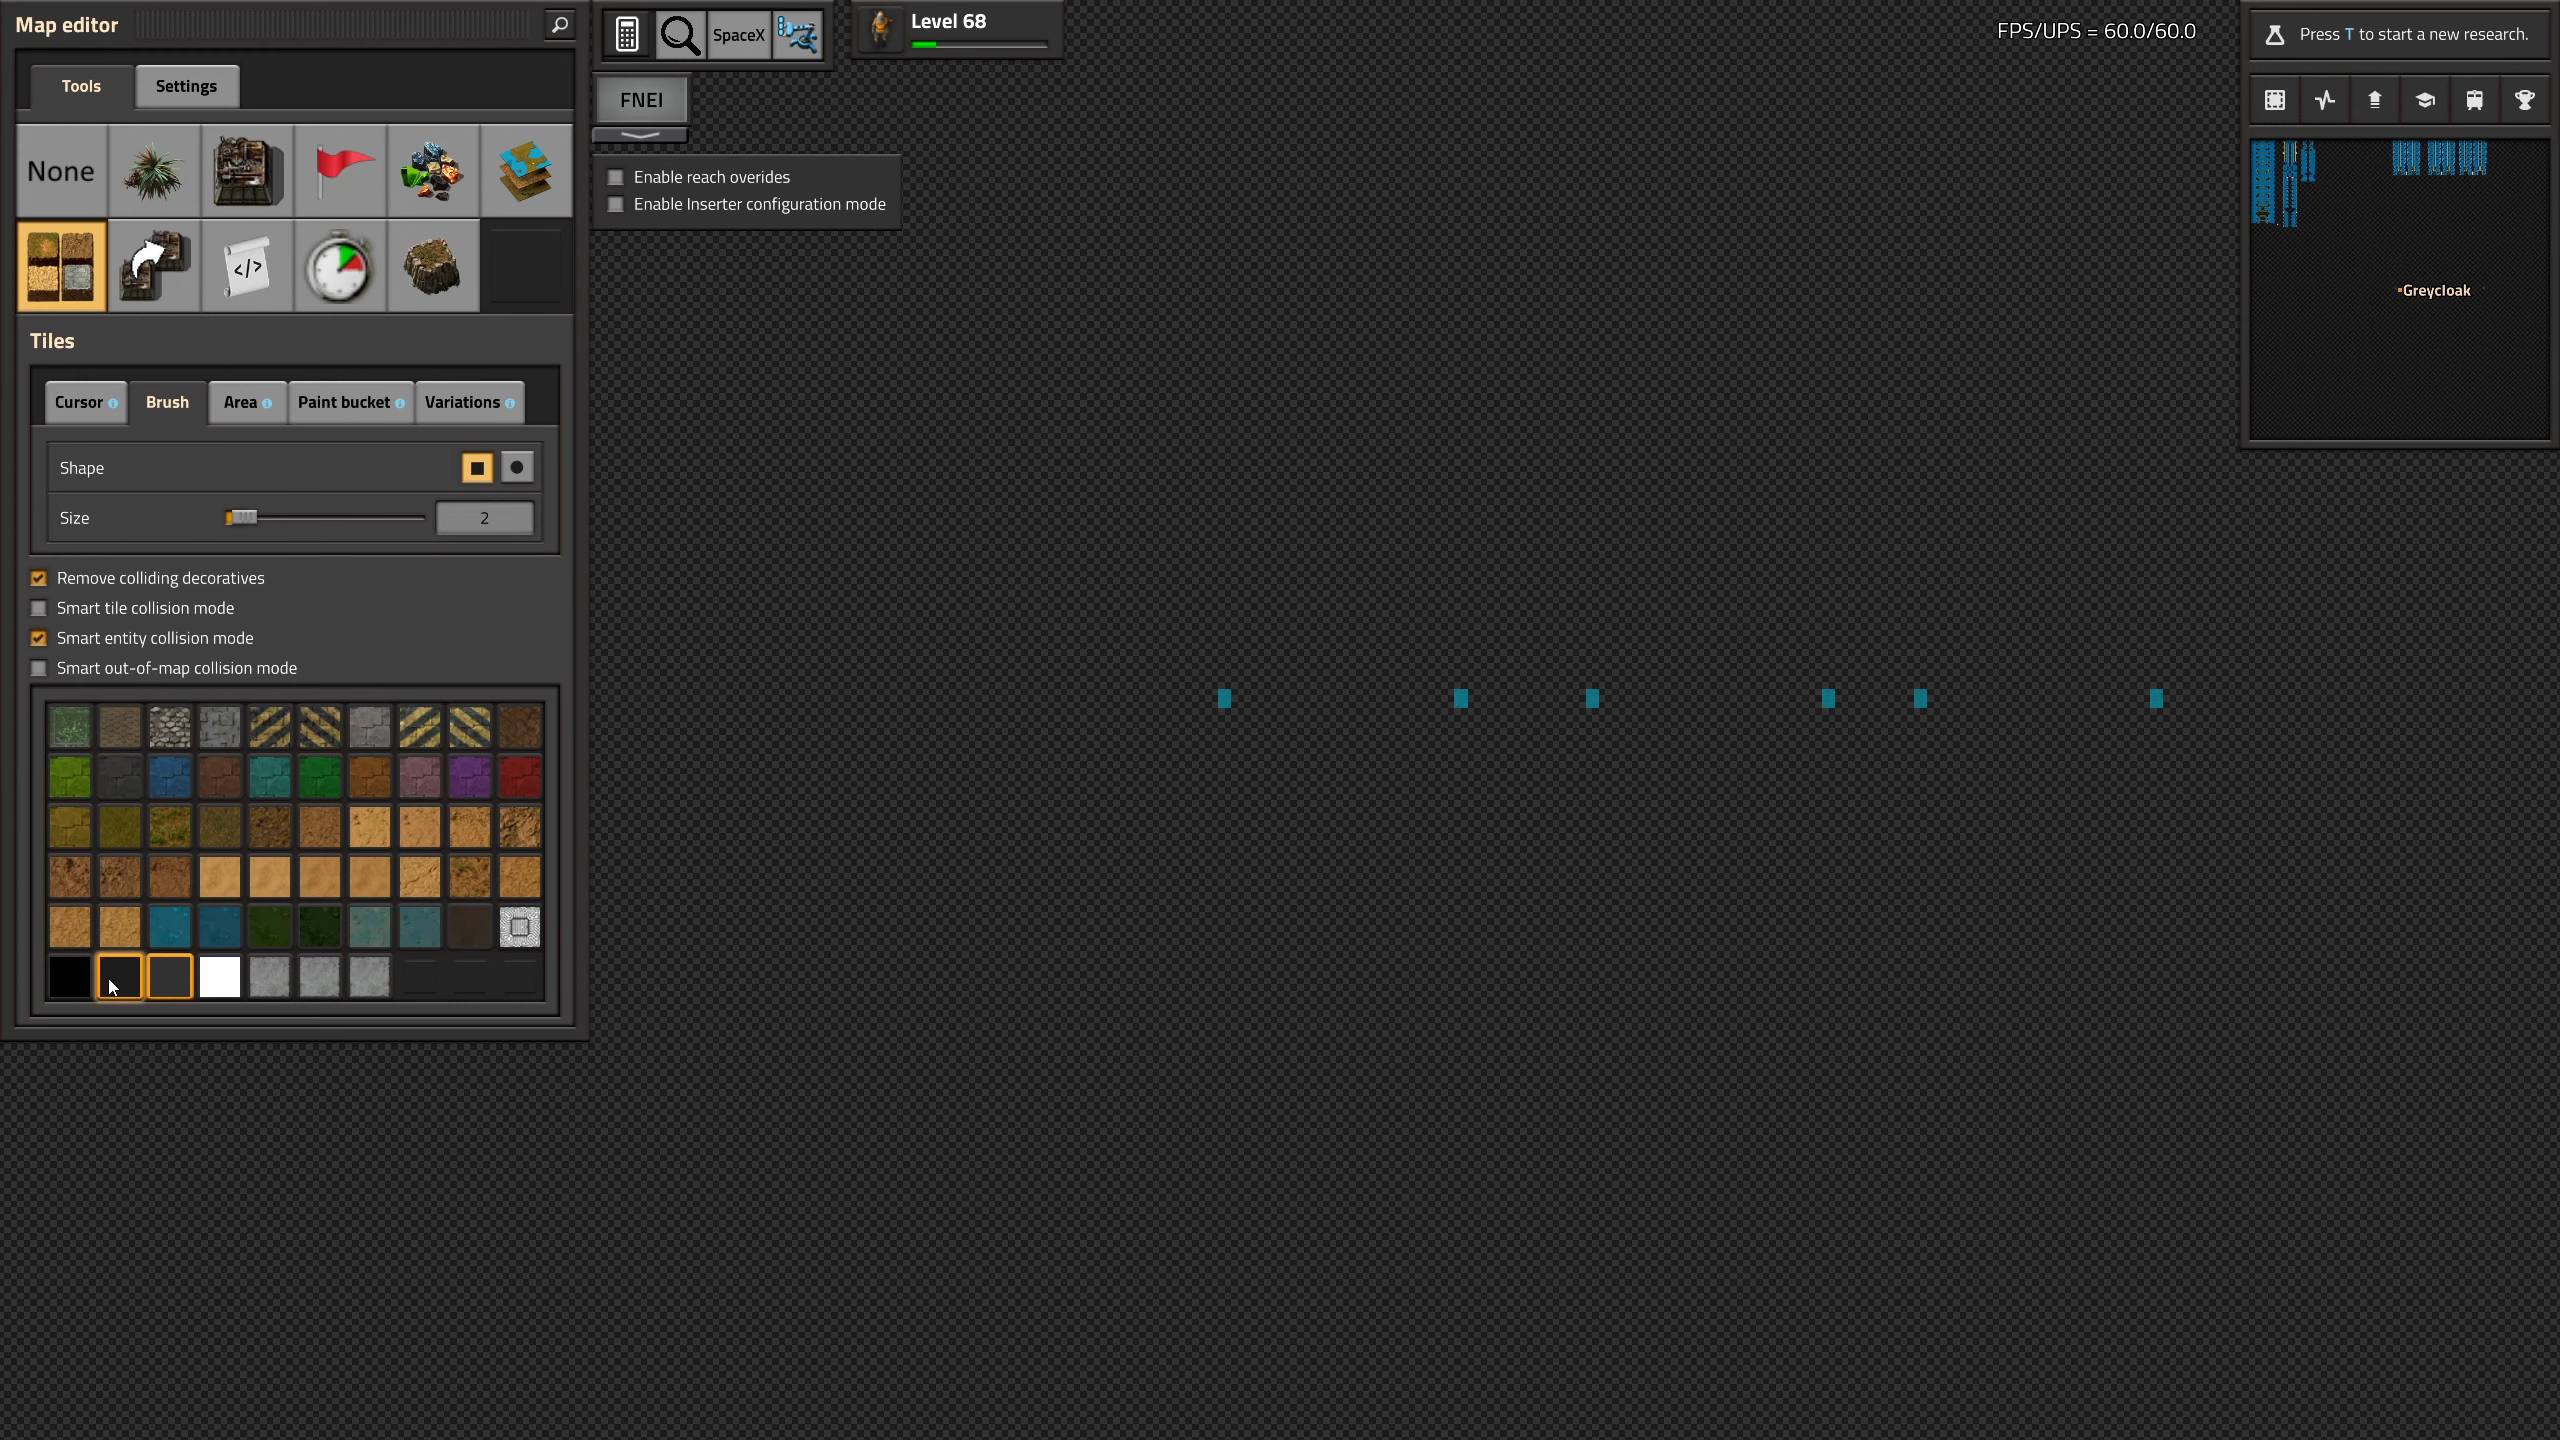 Map editor
Tools
Settings
None
</>
Tiles
Cursor
Brush
Area
Paint bucket
Variations
Shape
Size
2
Remove colliding decoratives
Smart tile collision mode
Smart entity collision mode
Smart out-of-map collision mode
SpaceX
Level 68
FNEI
Enable reach overides
Enable Inserter configuration mode
FPS/UPS = 60.0/60.0
Press T to start a new research.
Greycloak